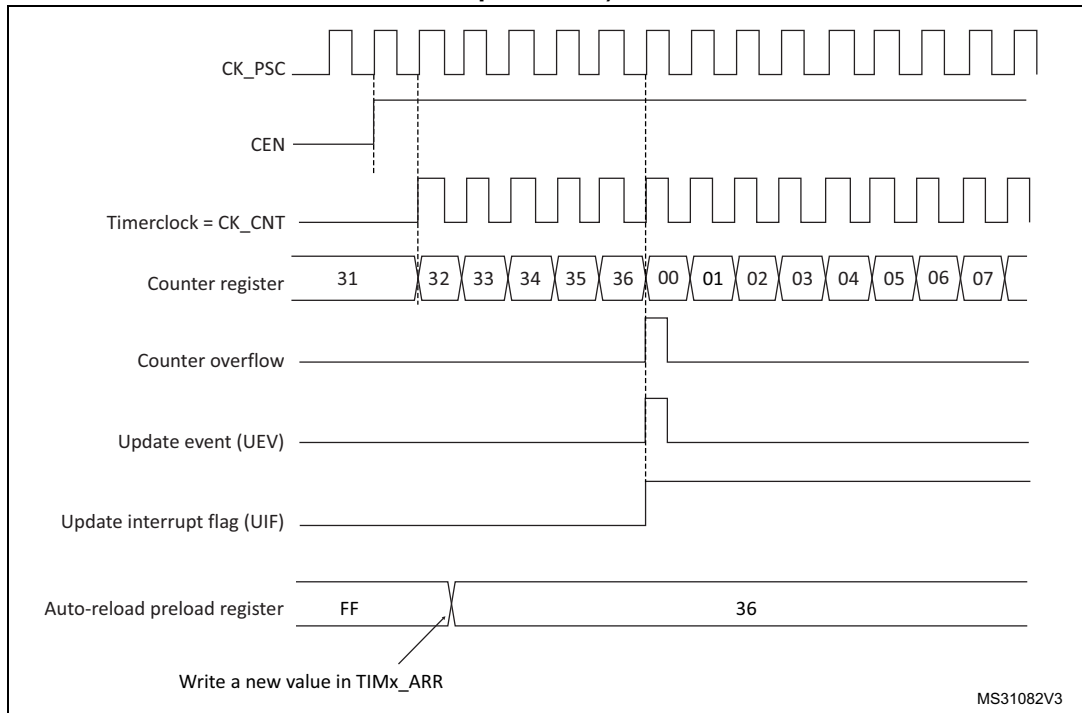 CK_PSC
CEN
Timerclock = CK_CNT
Counter register 31 32 33 34 35 36 00 01 02 03 04 05 06 07
Counter overflow
Update event (UEV)
Update interrupt flag (UIF)
Auto-reload preload register FF 36
Write a new value in TIMx_ARR
MS31082V3